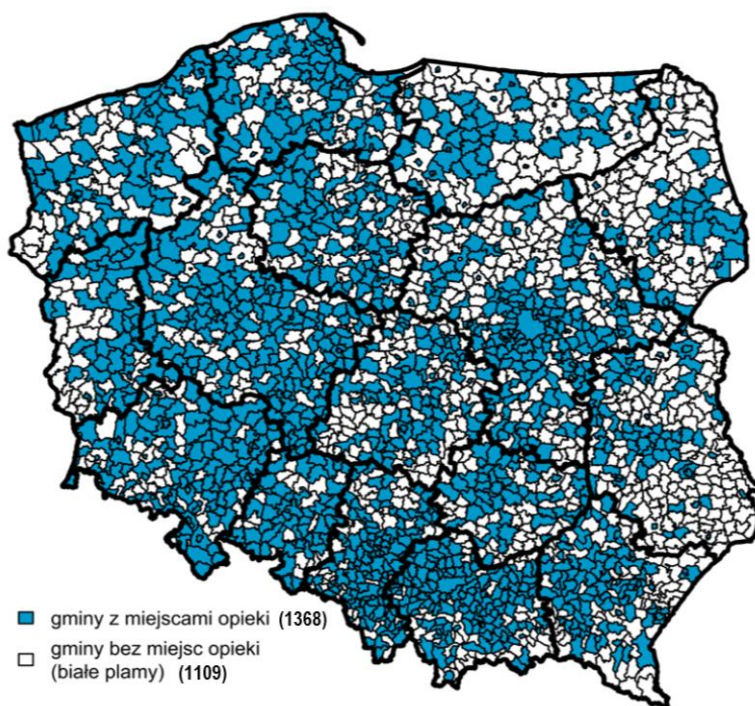 gminy z miejscami opieki (1368)
gminy bez miejsc opieki
(białe plamy) (1109)